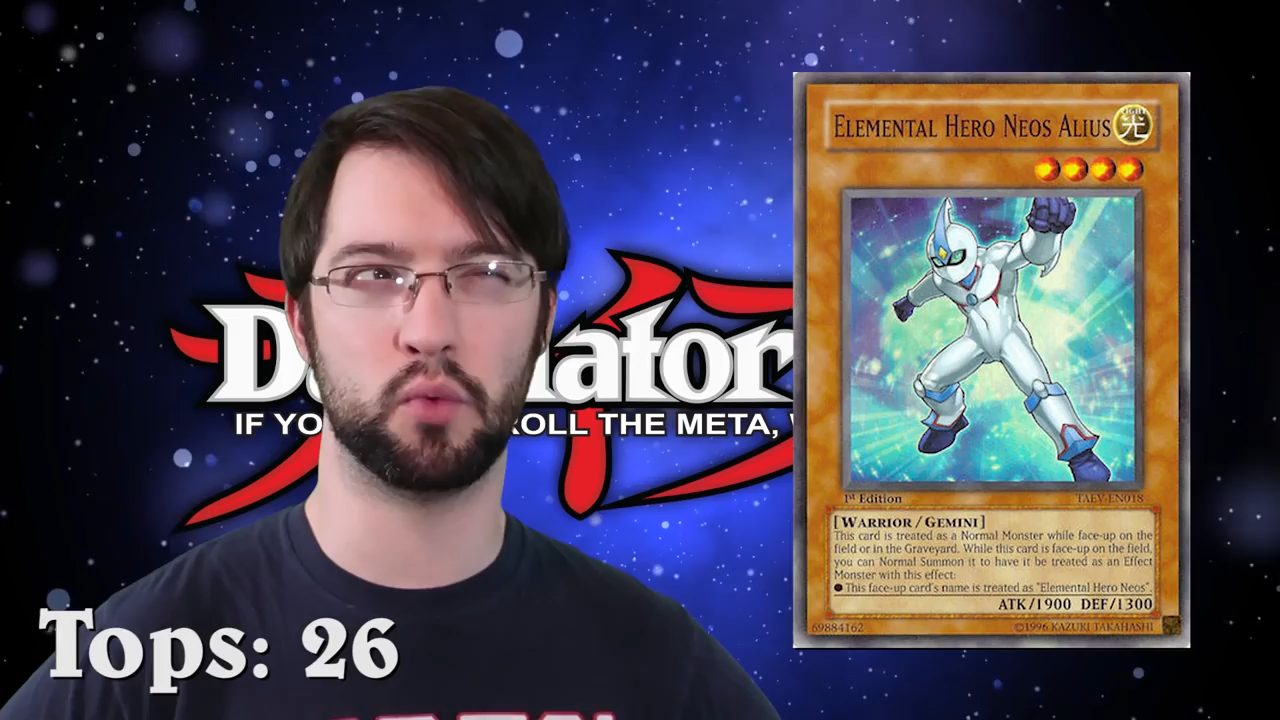 IF YO ROLL THE META,
ELEMENTAL HERO NEOS ALIUS
光
1st Edition
TAEV-EN018
[WARRIOR / GEMINI]
This card is treated as a Normal Monster while face-up on the
field or in the Graveyard. While this card is face-up on the field,
you can Normal Summon it to have it be treated as an Effect
Monster with this effect:
● This face-up card's name is treated as "Elemental Hero Neos".
ATK/1900 DEF/1300
69884162
©1996 KAZUKI TAKAHASHI
Tops: 26